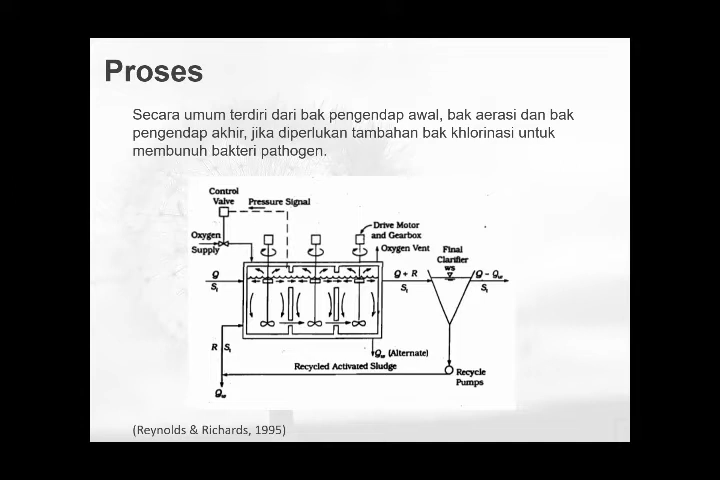 Proses
Secara umum terdiri dari bak pengendap awal, bak aerasi dan bak
pengendap akhir, jika diperlukan tambahan bak khlorinasi untuk
membunuh bakteri pathogen.
Control
Valve
Pressure Signal
Drive Motor
and Gearbox
Oxygen
Supply
Oxygen Vent
Final
Clarifier
ws
Q
Q + R
Q - Qw
R
Qw (Alternate)
Recycled Activated Sludge
Recycle
Pumps
Qw
(Reynolds & Richards, 1995)